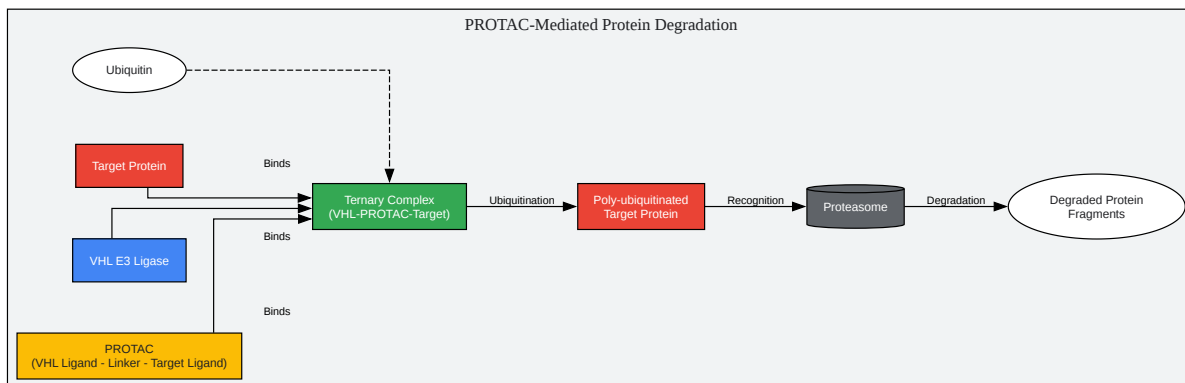 PROTAC-Mediated Protein Degradation
Ubiquitin
Target Protein
Binds
Ternary Complex
(VHL-PROTAC-Target)
Ubiquitination
Poly-ubiquitinated
Target Protein
Recognition
Proteasome
Degradation
Degraded Protein
Fragments
Binds
VHL E3 Ligase
Binds
PROTAC
(VHL Ligand - Linker - Target Ligand)